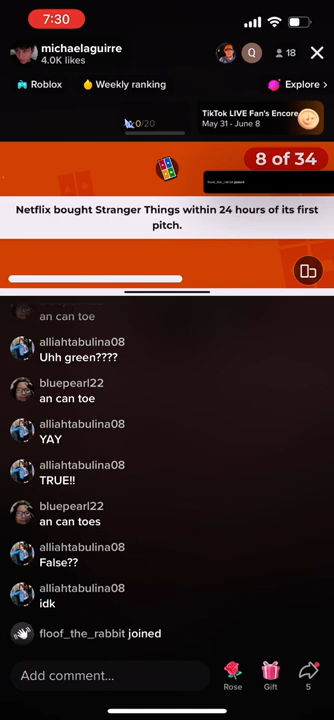 7:30
michaelaguirre
4.0K likes
Q
18
Roblox
Weekly ranking
Explore >
0/20
TikTok LIVE Fan's Encore
May 31 - June 8
8 of 34
floof_the_rabbit joined
Netflix bought Stranger Things within 24 hours of its first
pitch.
an can toe
alliahtabulina08
Uhh green????
bluepearl22
an can toe
alliahtabulina08
YAY
alliahtabulina08
TRUE!!
bluepearl22
an can toes
alliahtabulina08
False??
alliahtabulina08
idk
floof_the_rabbit joined
Add comment...
Rose
Gift
5